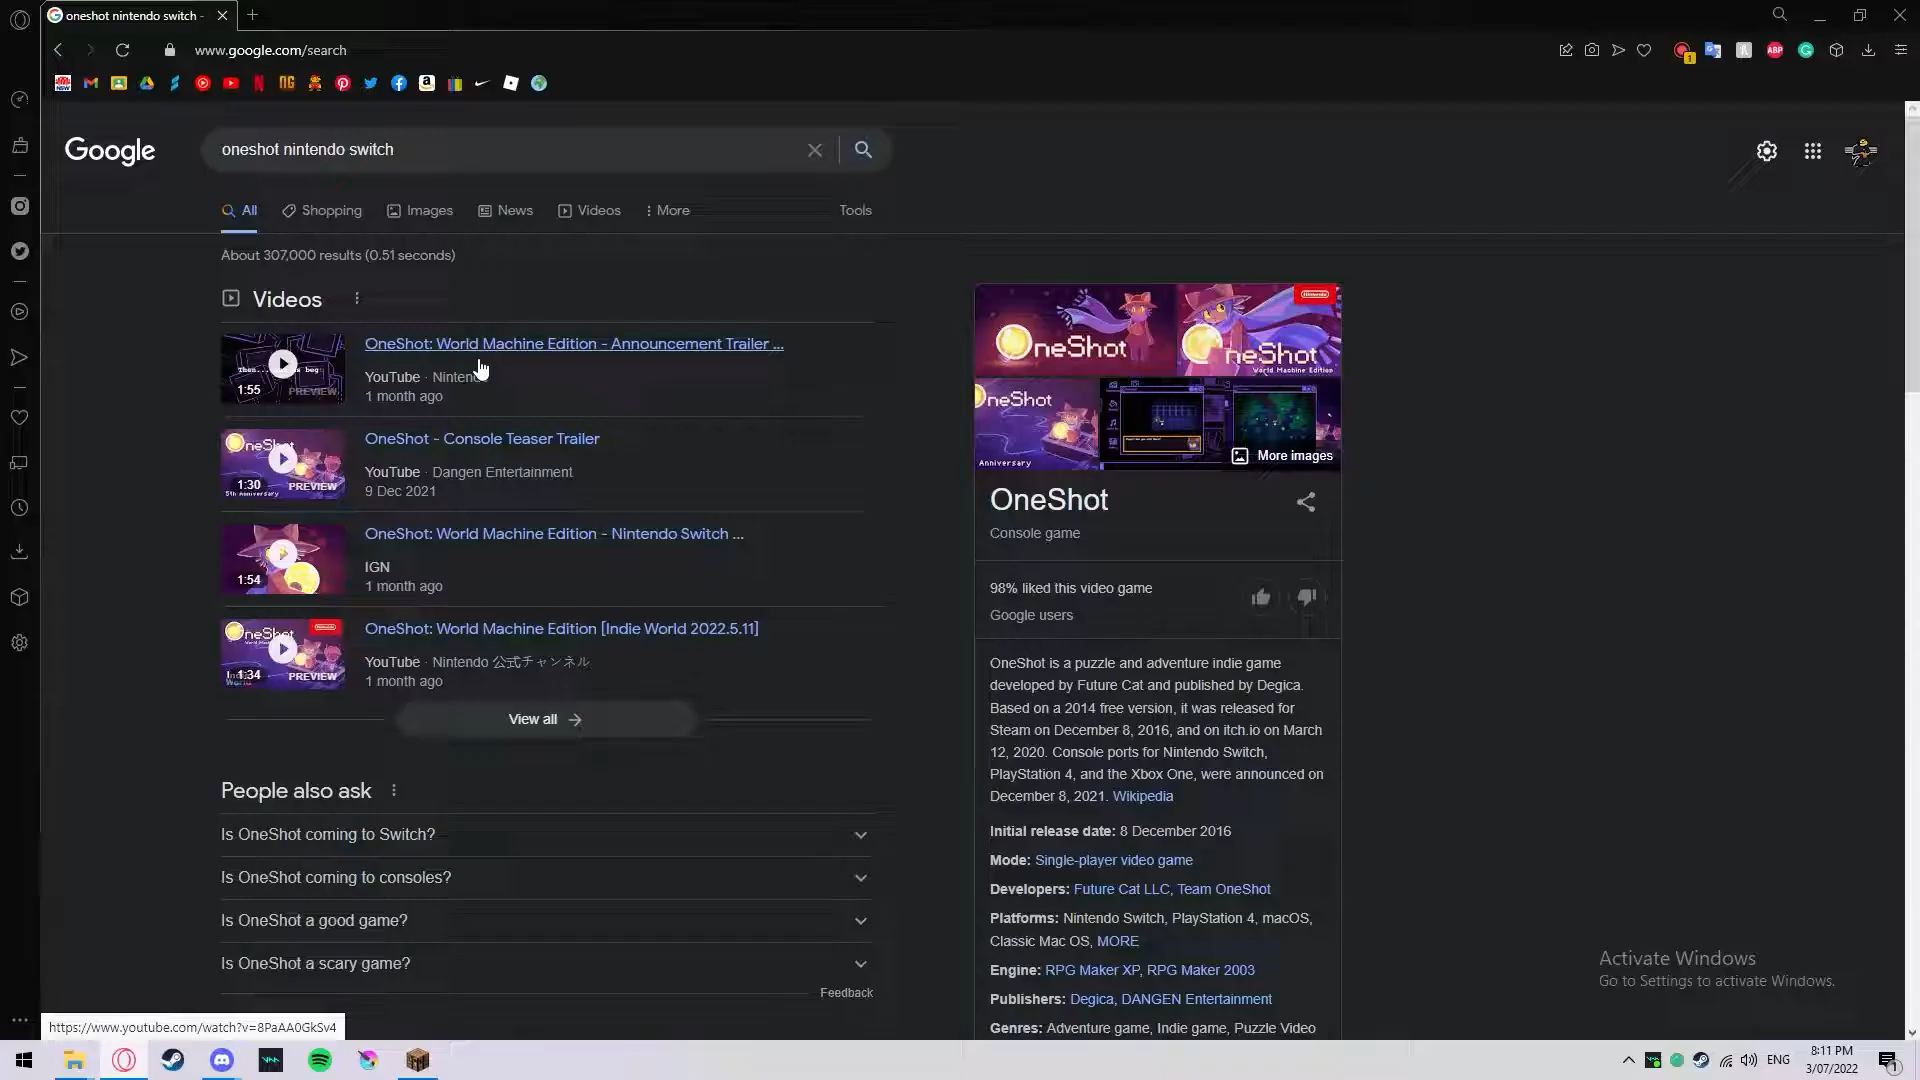 oneshot nintendo switch -
www.google.com/search
1
ABP
Google
oneshot nintendo switch
All
Shopping
Images
News
Videos
More
Tools
About 307,000 results (0.51 seconds)
Videos
OneShot: World Machine Edition - Announcement Trailer ...
YouTube · Ninten
1 month ago
1:55
PREVIEW
OneShot - Console Teaser Trailer
YouTube · Dangen Entertainment
9 Dec 2021
OneShot
1:30
PREVIEW
5th Anniversary
OneShot: World Machine Edition - Nintendo Switch ...
IGN
1 month ago
1:54
OneShot: World Machine Edition [Indie World 2022.5.11]
YouTube · Nintendo 公式チャンネル
1 month ago
OneShot
1:34
PREVIEW
View all
People also ask
Is OneShot coming to Switch?
Is OneShot coming to consoles?
Is OneShot a good game?
Is OneShot a scary game?
Feedback
OneShot
Nintendo
OneShot
World Machine Edition
OneShot
Anniversary
More images
OneShot
Console game
98% liked this video game
Google users
OneShot is a puzzle and adventure indie game
developed by Future Cat and published by Degica.
Based on a 2014 free version, it was released for
Steam on December 8, 2016, and on itch.io on March
12, 2020. Console ports for Nintendo Switch,
PlayStation 4, and the Xbox One, were announced on
December 8, 2021. Wikipedia
Initial release date: 8 December 2016
Mode: Single-player video game
Developers: Future Cat LLC, Team OneShot
Platforms: Nintendo Switch, PlayStation 4, macOS,
Classic Mac OS, MORE
Engine: RPG Maker XP, RPG Maker 2003
Publishers: Degica, DANGEN Entertainment
Genres: Adventure game, Indie game, Puzzle Video
Activate Windows
Go to Settings to activate Windows.
https://www.youtube.com/watch?v=8PaAA0GkSv4
ENG
8:11 PM
3/07/2022
1